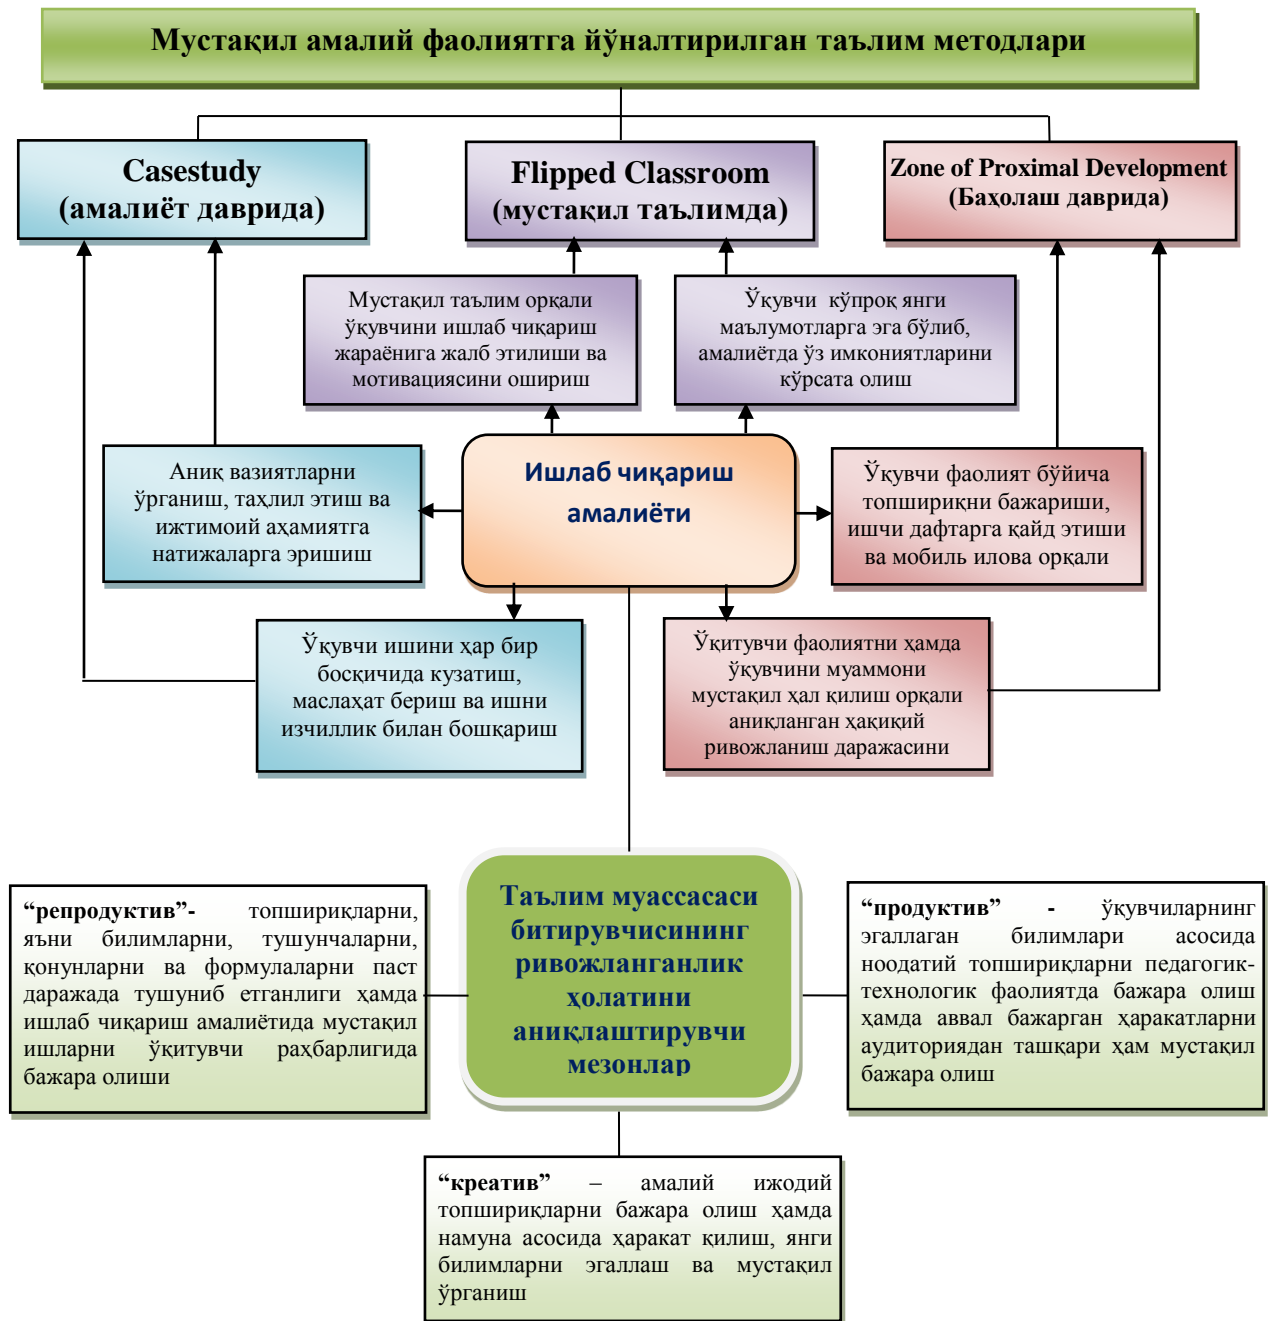 Мустақил амалий фаолиятга йўналтирилган таълим методлари
Casestudy
(амалиёт даврида)
Flipped Classroom
(мустақил таълимда)
Zone of Proximal Development
(Баҳолаш даврида)
Мустақил таълим орқали
ўқувчини ишлаб чиқариш
жараёнига жалб этилиши ва
мотивациясини ошириш
Ўқувчи кўпроқ янги
маълумотларга эга бўлиб,
амалиётда ўз имкониятларини
кўрсата олиш
Аниқ вазиятларни
ўрганиш, таҳлил этиш ва
ижтимоий аҳамиятга
натижаларга эришиш
Ишлаб чиқариш
амалиёти
Ўқувчи фаолият бўйича
топшириқни бажариши,
ишчи дафтарга қайд этиши
ва мобиль илова орқали
Ўқувчи ишини ҳар бир
босқичида кузатиш,
маслаҳат бериш ва ишни
изчиллик билан бошқариш
Ўқитувчи фаолиятни ҳамда
ўқувчини муаммони
мустақил ҳал қилиш орқали
аниқланган ҳақиқий
ривожланиш даражасини
Таълим муассасаси
битирувчисининг
ривожланганлик
ҳолатини
аниқлаштирувчи
мезонлар
“репродуктив”- топшириқларни,
яъни билимларни, тушунчаларни,
қонунларни ва формулаларни паст
даражада тушуниб етганлиги ҳамда
ишлаб чиқариш амалиётида мустақил
ишларни ўқитувчи раҳбарлигида
бажара олиши
“продуктив” - ўқувчиларнинг
эгаллаган билимлари асосида
ноодатий топшириқларни педагогик-
технологик фаолиятда бажара олиш
ҳамда аввал бажарган ҳаракатларни
аудиториядан ташқари ҳам мустақил
бажара олиш
“креатив” – амалий ижодий
топшириқларни бажара олиш ҳамда
намуна асосида ҳаракат қилиш, янги
билимларни эгаллаш ва мустақил
ўрганиш